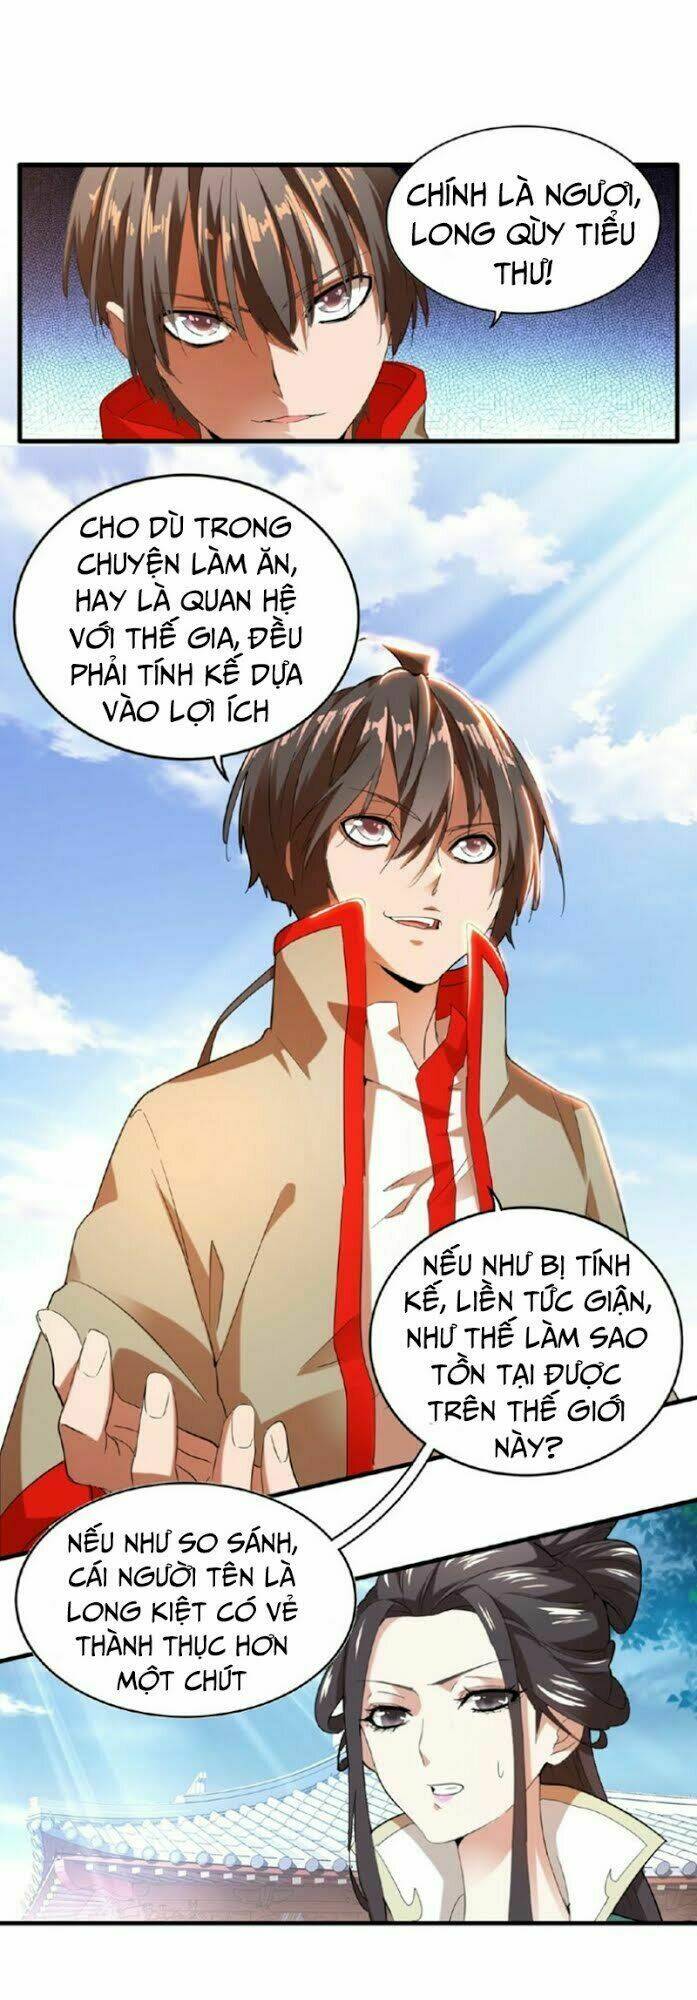 CHÍNH LÀ NGƯƠI,
LONG QÙY TIỂU
THƯ!
CHO DÙ TRONG
CHUYỆN LÀM ĂN,
HAY LÀ QUAN HỆ
VỚI THẾ GIA, ĐỀU
PHẢI TÍNH KẾ DỰA
VÀO LỢI ÍCH
NẾU NHƯ BỊ TÍNH
KẾ, LIỀN TỨC GIẬN,
NHƯ THẾ LÀM SAO
TỒN TẠI ĐƯỢC
TRÊN THẾ GIỚI
NÀY?
NẾU NHƯ SO SÁNH,
CÁI NGƯỜI TÊN LÀ
LONG KIỆT CÓ VẺ
THÀNH THỤC HƠN
MỘT CHÚT